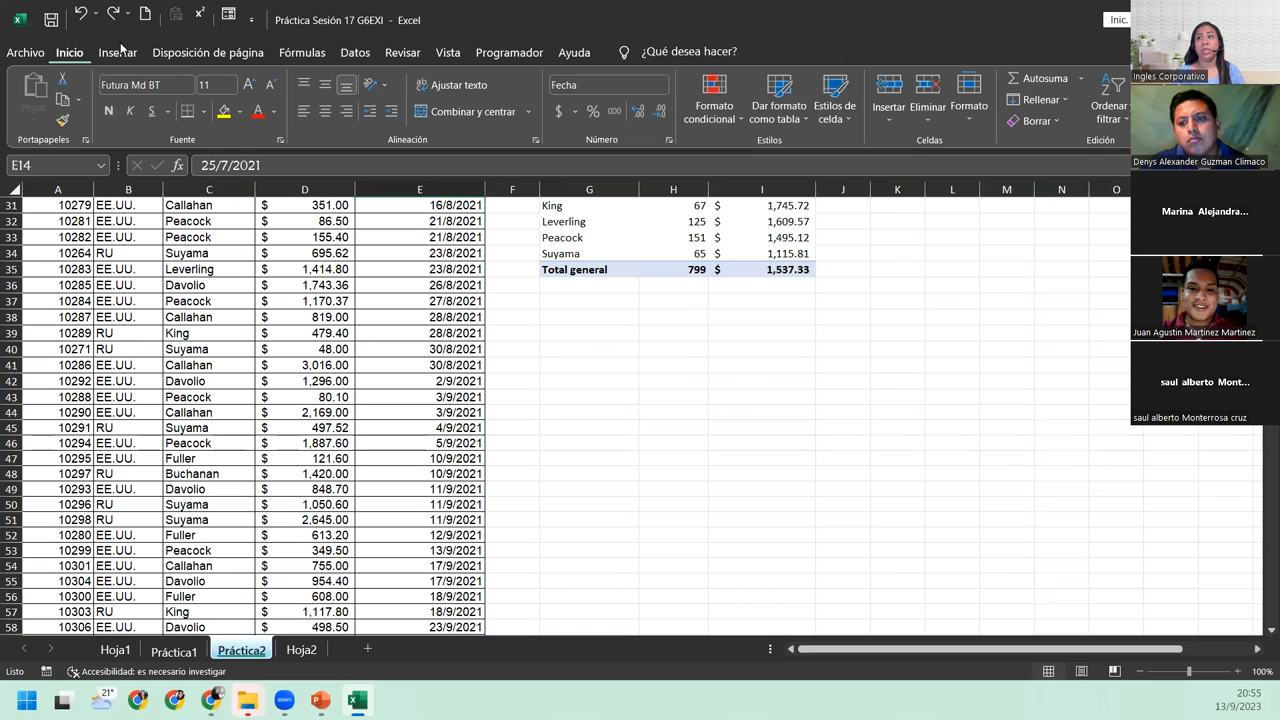 Práctica Sesión 17 G6EXI - Excel
Inic.
Inicio Disposición de página Fórmulas Datos Revisar Programador Ayuda ¿Qué desea hacer?
Futura Md BT 11 Fecha
N K S Combinar y centrar
$ % 000
Formato condicional Dar formato como tabla Estilos de celda Insertar Eliminar Formato
Autosuma
Rellenar
Borrar
Ordenar filtrar
Portapapeles Fuente Alineación Número Estilos Celdas
E14 fx 25/7/2021
A B C D E F G H I J K L M N O
31 10279 EE.UU. Callahan $ 351.00 16/8/2021 King 67 $ 1,745.72
32 10281 EE.UU. Peacock $ 86.50 21/8/2021 Leverling 125 $ 1,609.57
33 10282 EE.UU. Peacock $ 155.40 21/8/2021 Peacock 151 $ 1,495.12
34 10264 RU Suyama $ 695.62 23/8/2021 Suyama 65 $ 1,115.81
35 10283 EE.UU. Leverling $ 1,414.80 23/8/2021 Total general 799 $ 1,537.33
36 10285 EE.UU. Davolio $ 1,743.36 26/8/2021
37 10284 EE.UU. Peacock $ 1,170.37 27/8/2021
38 10287 EE.UU. Callahan $ 819.00 28/8/2021
39 10289 RU King $ 479.40 28/8/2021
40 10271 RU Suyama $ 48.00 30/8/2021
41 10286 EE.UU. Callahan $ 3,016.00 30/8/2021
42 10292 EE.UU. Davolio $ 1,296.00 2/9/2021
43 10288 EE.UU. Peacock $ 80.10 3/9/2021
44 10290 EE.UU. Callahan $ 2,169.00 3/9/2021
45 10291 RU Suyama $ 497.52 4/9/2021
46 10294 EE.UU. Peacock $ 1,887.60 5/9/2021
47 10295 EE.UU. Fuller $ 121.60 10/9/2021
48 10297 RU Buchanan $ 1,420.00 10/9/2021
49 10293 EE.UU. Davolio $ 848.70 11/9/2021
50 10296 RU Suyama $ 1,050.60 11/9/2021
51 10298 RU Suyama $ 2,645.00 11/9/2021
52 10280 EE.UU. Fuller $ 613.20 12/9/2021
53 10299 EE.UU. Peacock $ 349.50 13/9/2021
54 10301 EE.UU. Callahan $ 755.00 17/9/2021
55 10304 EE.UU. Davolio $ 954.40 17/9/2021
56 10300 EE.UU. Fuller $ 608.00 18/9/2021
57 10303 RU King $ 1,117.80 18/9/2021
58 10306 EE.UU. Davolio $ 498.50 23/9/2021
Hoja1 Práctica1 Práctica2 Hoja2
Listo Accesibilidad: es necesario investigar 100%
21° zoom 20:55
13/9/2023
Ingles Corporativo
Denys Alexander Guzman Climaco
Marina Alejandra...
Juan Agustin Martinez Martinez
saul alberto Mont...
saul alberto Monterrosa cruz